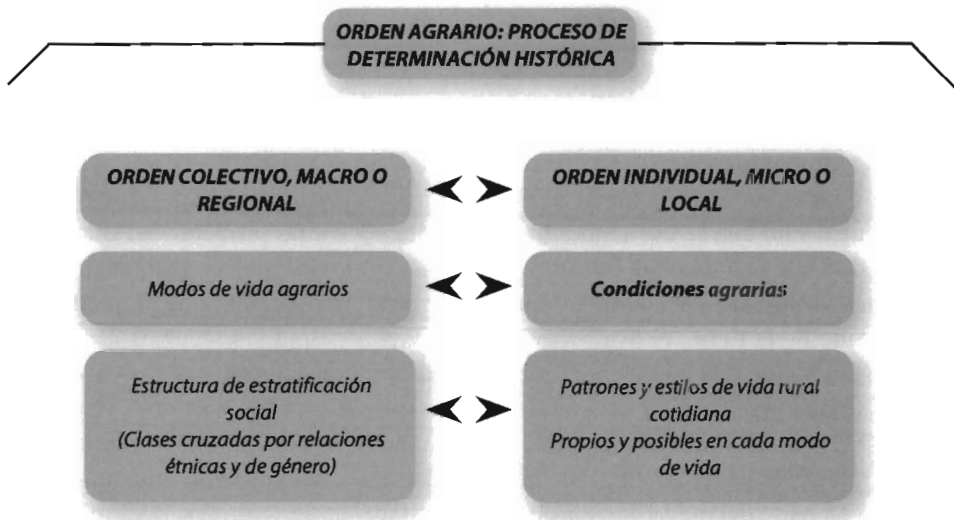 ORDEN AGRARIO: PROCESO DE
DETERMINACIÓN HISTÓRICA
ORDEN COLECTIVO, MACRO O
REGIONAL
ORDEN INDIVIDUAL, MICRO O
LOCAL
Modos de vida agrarios
Condiciones agrarias
Estructura de estratificación
social
(Clases cruzadas por relaciones
étnicas y de género)
Patrones y estilos de vida rural
cotidiana
Propios y posibles en cada modo
de vida